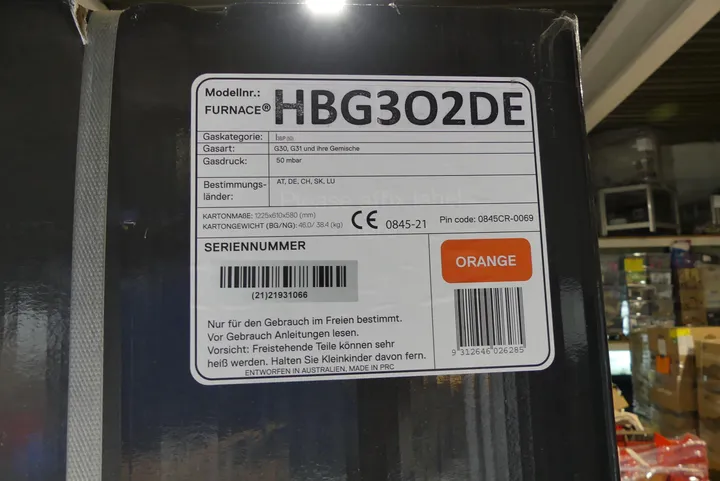 Modellnr.:
FURNACE® HBG302DE
Gaskategorie:
Gasart: G30, G31 und ihre Gemische
Gasdruck: 50 mbar
Bestimmungs- AT, DE, CH, SK, LU
länder:
KARTONMAßE: 1225x610x580 (mm)
KARTONGEWICHT (BG/NG): 46.0/ 38.4 (kg)
CE 0845-21
Pin code: 0845CR-0069
SERIENNUMMER
(21)21931066
ORANGE
Nur für den Gebrauch im Freien bestimmt.
Vor Gebrauch Anleitungen lesen.
Vorsicht: Freistehende Teile können sehr
heiß werden. Halten Sie Kleinkinder davon fern.
ENTWORFEN IN AUSTRALIEN, MADE IN PRC
9 312646 026285